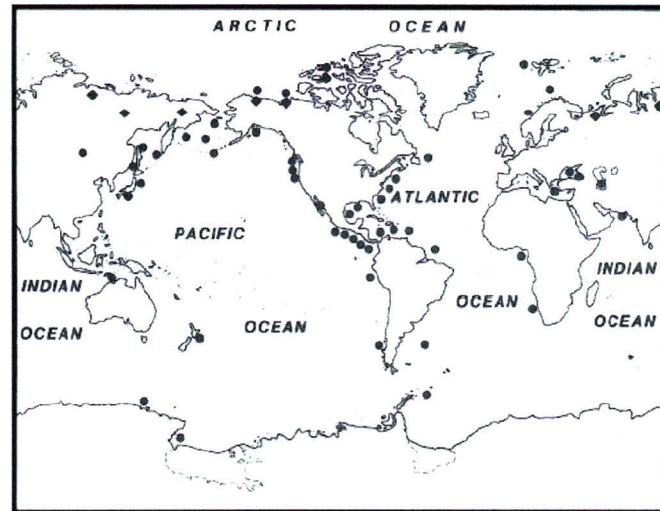 ARCTIC OCEAN
ATLANTIC
PACIFIC
INDIAN INDIAN
OCEAN
OCEAN OCEAN OCEAN